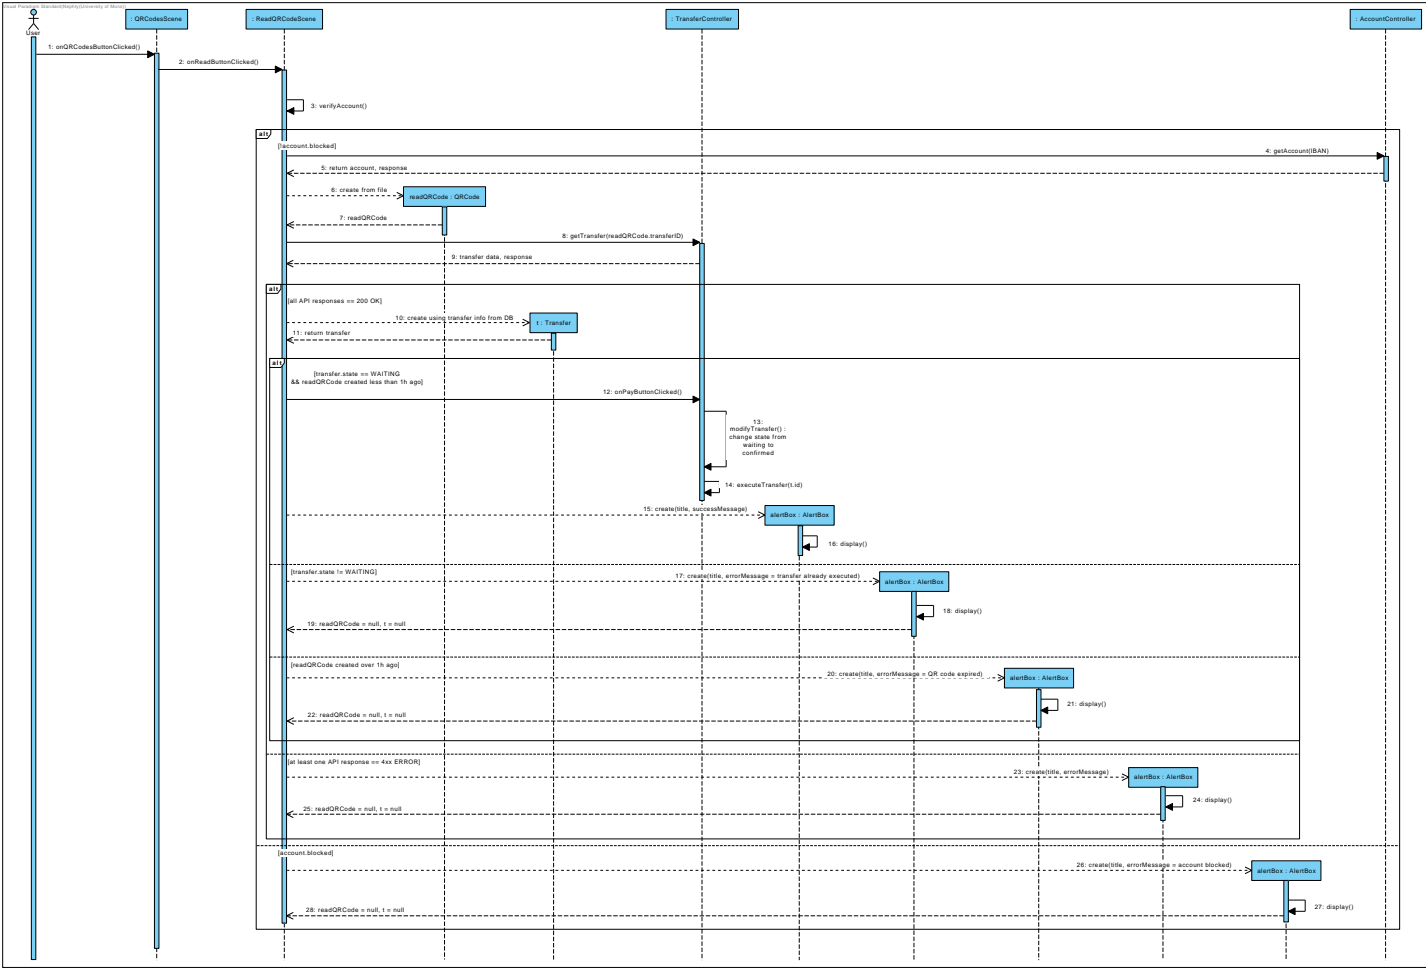 Visual Paradigm Standard(Nephty(University of Mons))
: QRCodesScene
: ReadQRCodeScene
: TransferController
: AccountController
User
1: onQRCodesButtonClicked()
2: onReadButtonClicked()
3: verifyAccount()
alt
[!account.blocked]
4: getAccount(IBAN)
5: return account, response
6: create from file
readQRCode : QRCode
7: readQRCode
8: getTransfer(readQRCode.transferID)
9: transfer data, response
alt
[all API responses == 200 OK]
10: create using transfer info from DB
t : Transfer
11: return transfer
alt
[transfer.state == WAITING
&& readQRCode created less than 1h ago]
12: onPayButtonClicked()
13:
modifyTransfer() :
change state from
waiting to
confirmed
14: executeTransfer(t.id)
15: create(title, successMessage)
alertBox : AlertBox
16: display()
[transfer.state != WAITING]
17: create(title, errorMessage = transfer already executed)
alertBox : AlertBox
18: display()
19: readQRCode = null, t = null
[readQRCode created over 1h ago]
20: create(title, errorMessage = QR code expired)
alertBox : AlertBox
21: display()
22: readQRCode = null, t = null
[at least one API response == 4xx ERROR]
23: create(title, errorMessage)
alertBox : AlertBox
24: display()
25: readQRCode = null, t = null
[account.blocked]
26: create(title, errorMessage = account blocked)
alertBox : AlertBox
27: display()
28: readQRCode = null, t = null